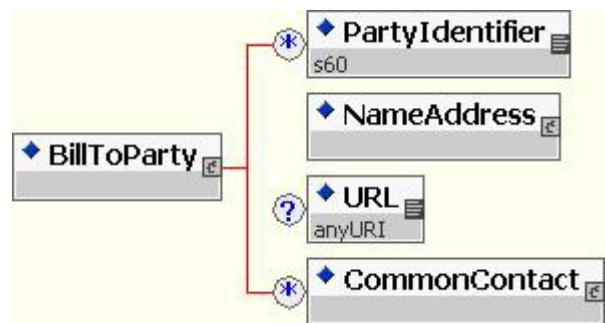 PartyIdentifier
s60
NameAddress
BillToParty
?
URL
anyURI
CommonContact